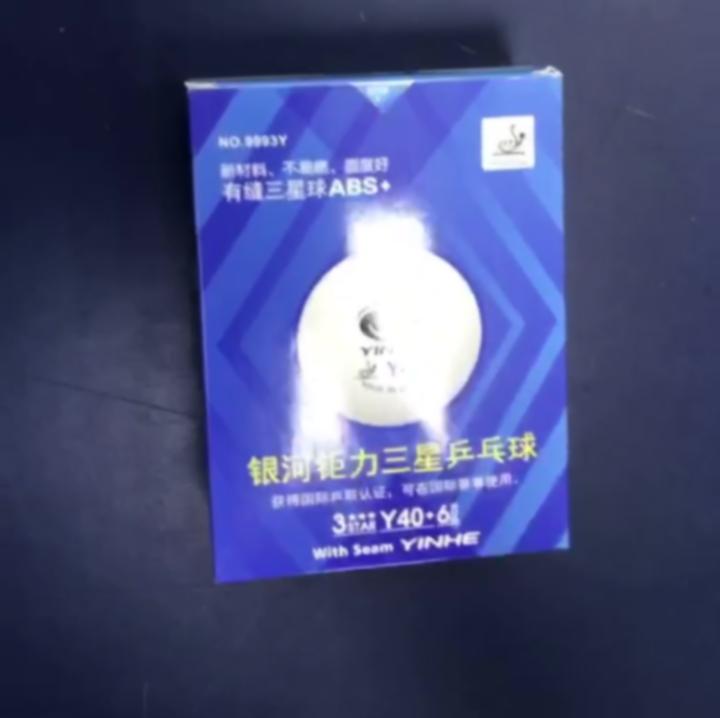 NO.9993Y
新材料、不易燃、圆度好
有缝三星球ABS+
YIN
银河钜力三星乒乓球
获得国际乒联认证，可在国际赛事使用。
3 STAR Y40+6
With Seam YINHE